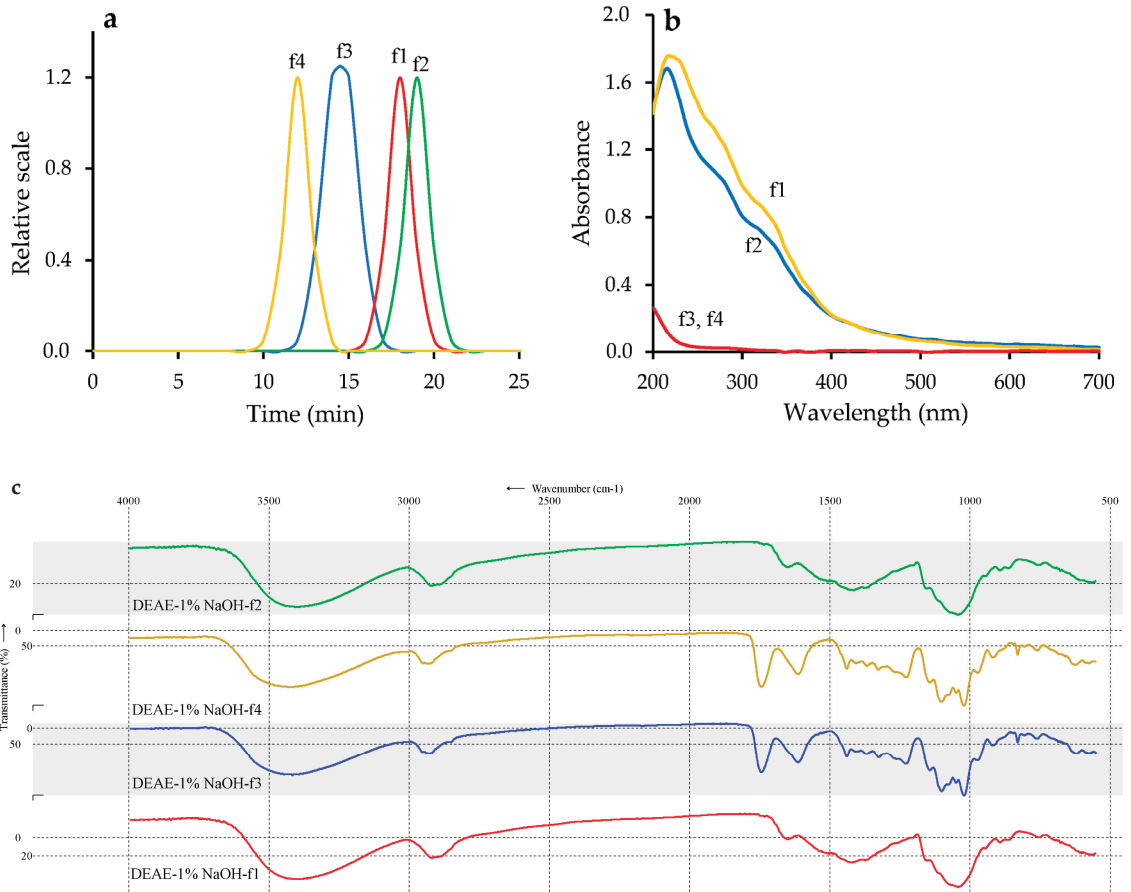 a
f4
f3
f1
f2
1.2
0.8
0.4
0.0
0
5
10
15
20
25
Relative scale
Time (min)
b
2.0
1.6
1.2
0.8
0.4
0.0
f1
f2
f3, f4
200
300
400
500
600
700
Absorbance
Wavelength (nm)
c
← Wavenumber (cm-1)
4000
3500
3000
2500
2000
1500
1000
500
20
DEAE-1% NaOH-f2
0
50
DEAE-1% NaOH-f4
Transmittance (%) →
0
50
DEAE-1% NaOH-f3
0
20
DEAE-1% NaOH-f1